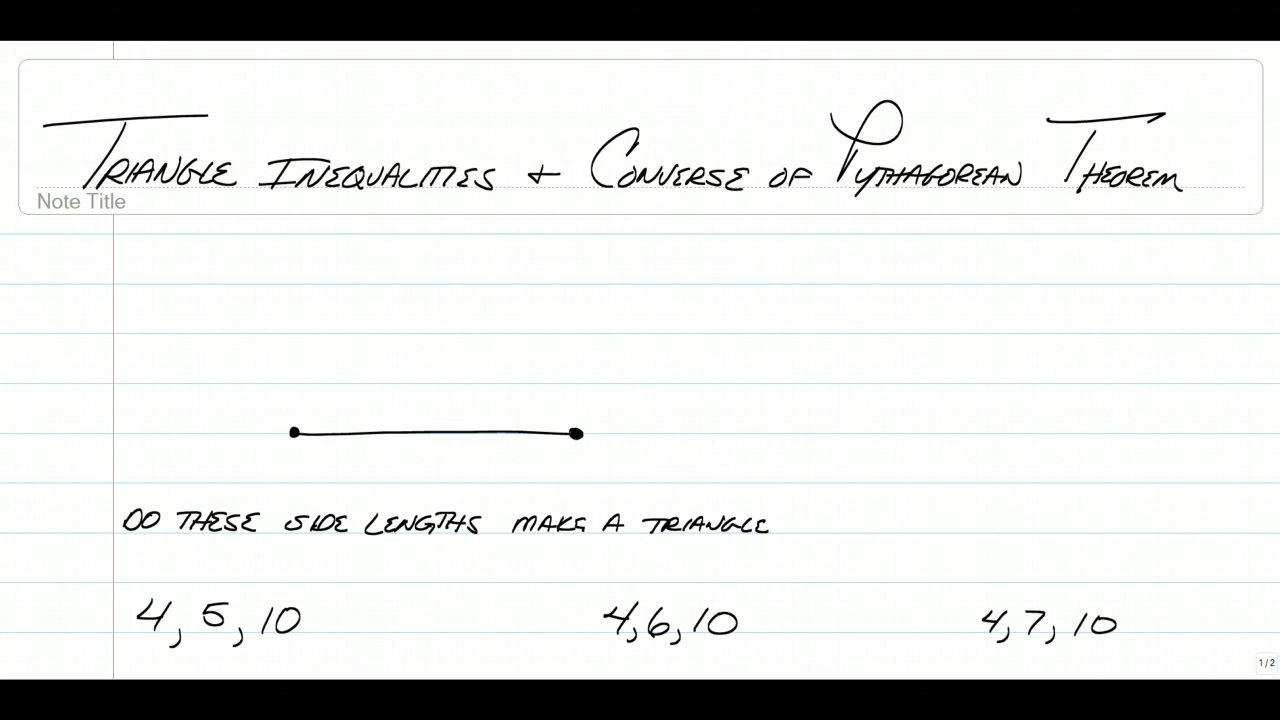 TRIANGLE INEQUALITIES + CONVERSE OF PYTHAGOREAN THEOREM
Note Title
DO THESE SIDE LENGTHS MAKE A TRIANGLE
4, 5, 10 4, 6, 10 4, 7, 10
1/2